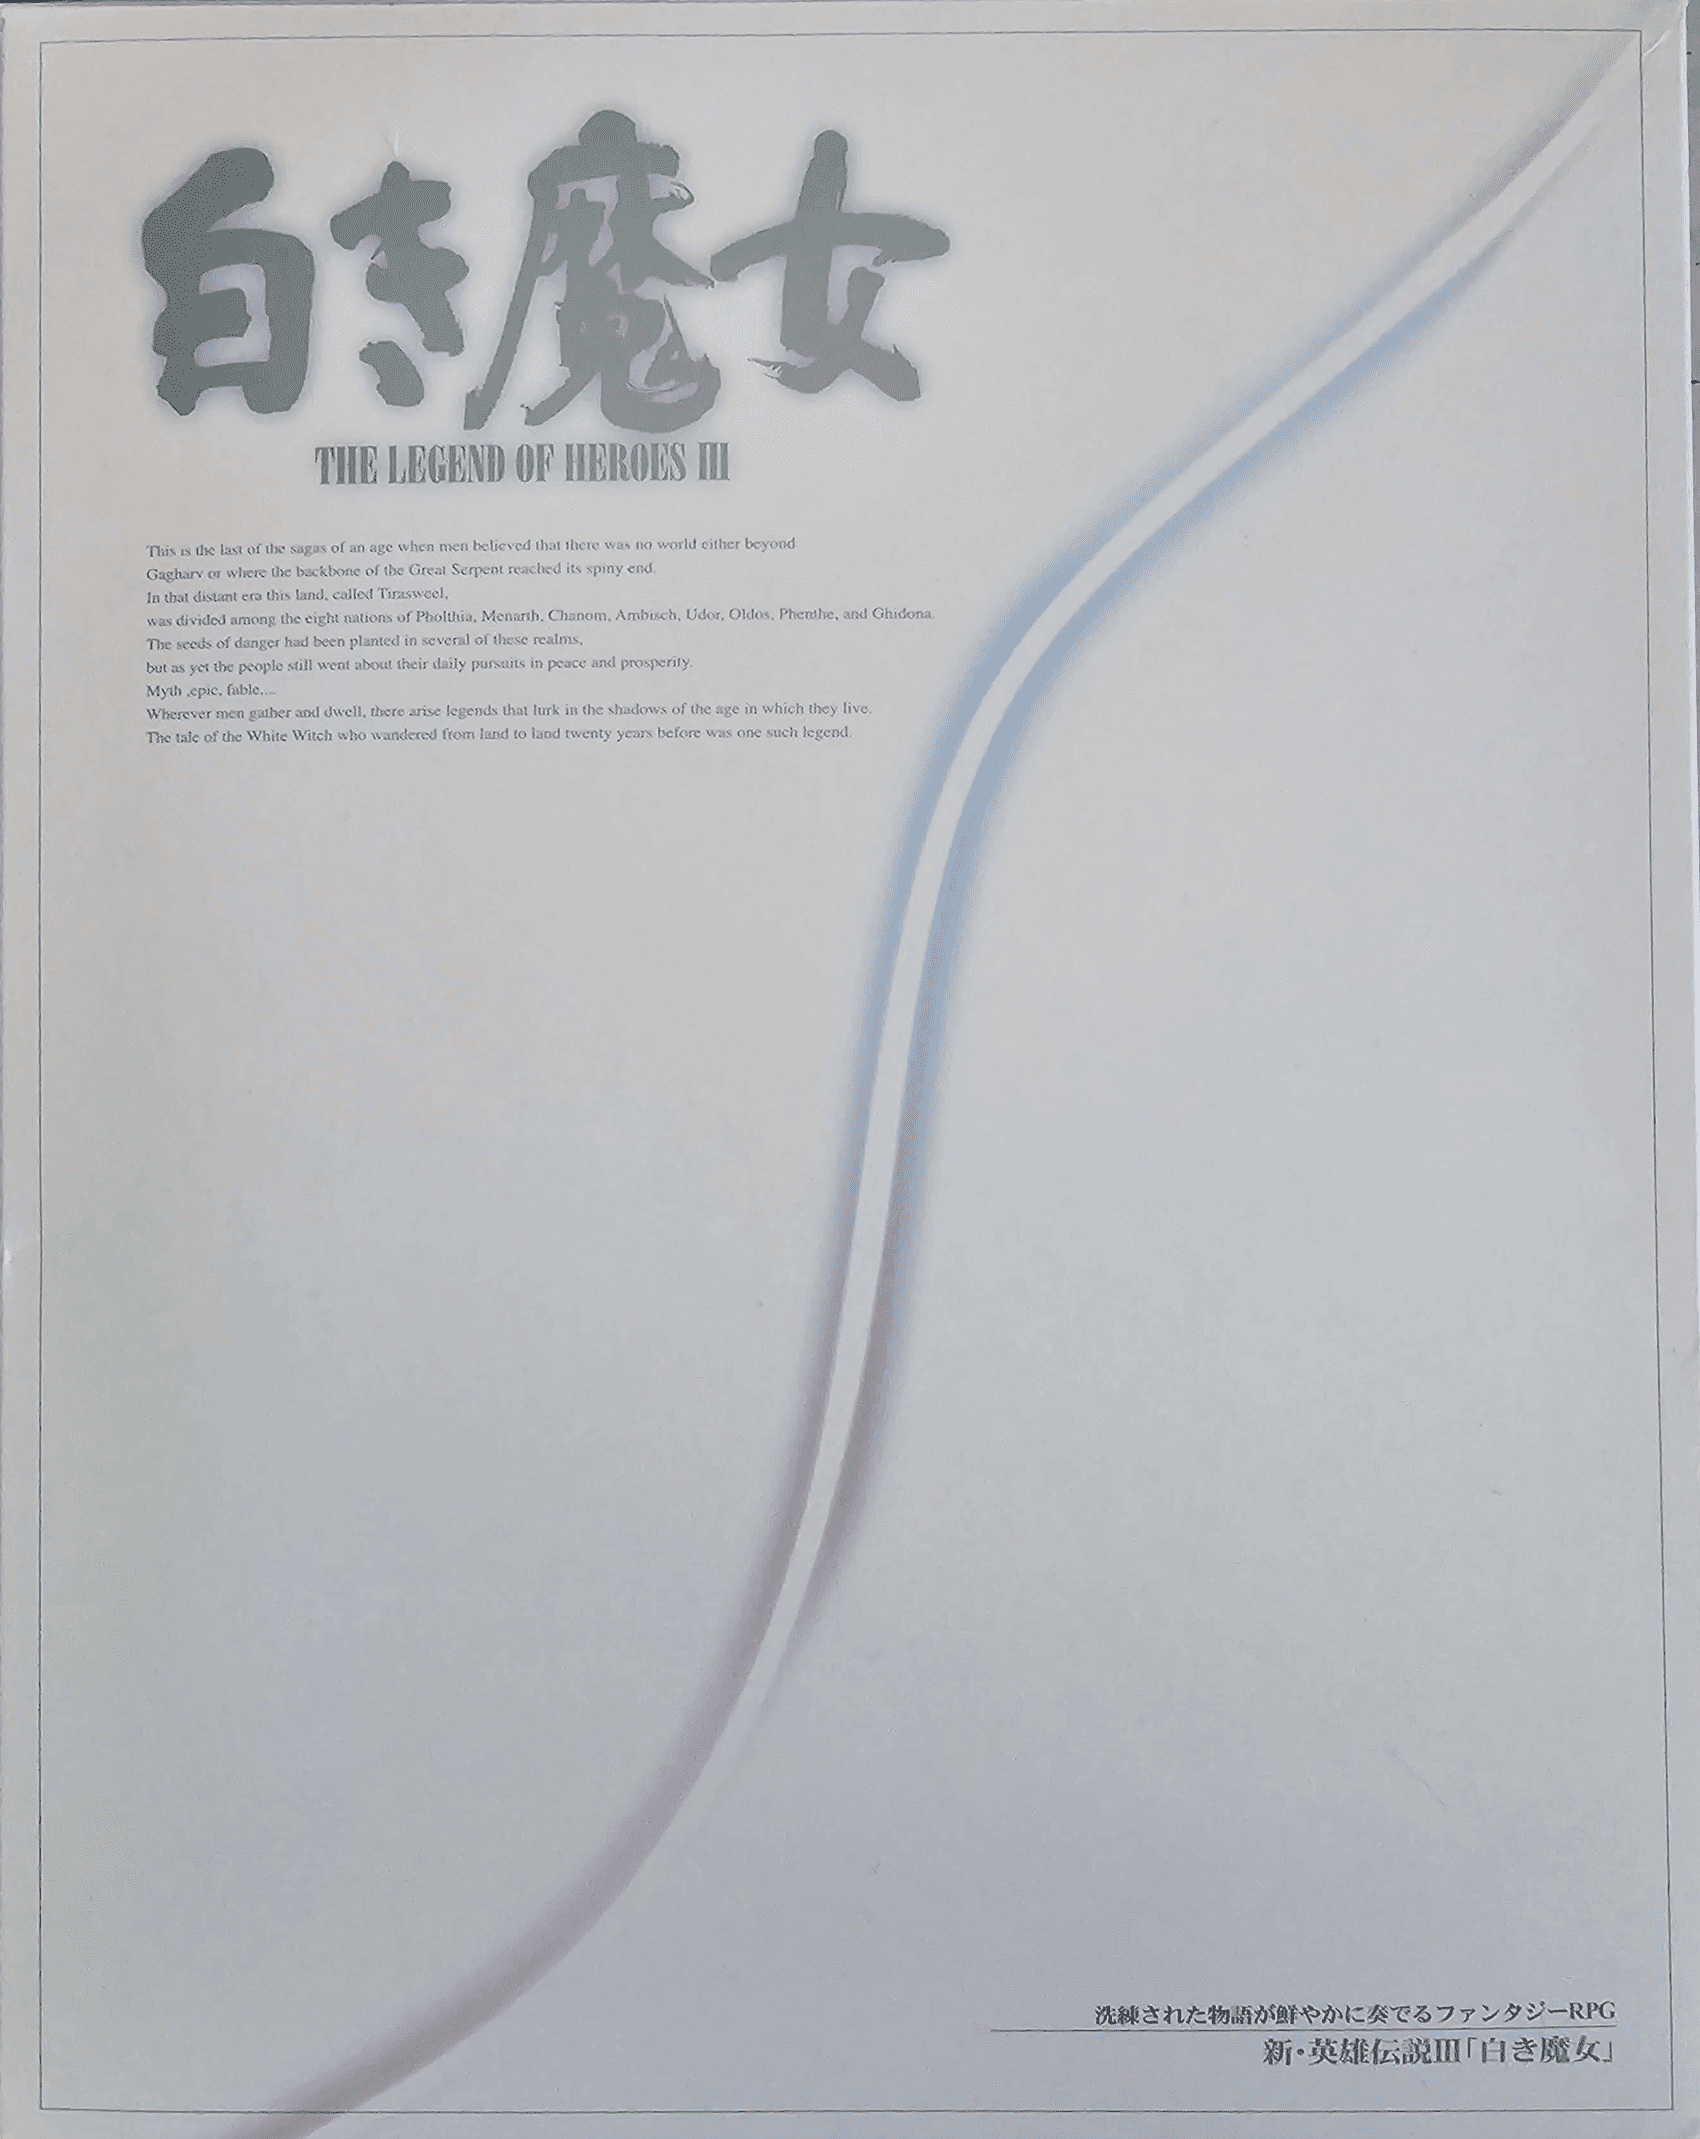 白き魔女
THE LEGEND OF HEROES III
This is the last of the sagas of an age when men believed that there was no world either beyond
Gagharv or where the backbone of the Great Serpent reached its spiny end.
In that distant era this land, called Tirasweel,
was divided among the eight nations of Pholthia, Menarth, Chanom, Ambisch, Udor, Oldos, Phenthe, and Ghidona.
The seeds of danger had been planted in several of these realms,
but as yet the people still went about their daily pursuits in peace and prosperity.
Myth ,epic, fable....
Wherever men gather and dwell, there arise legends that lurk in the shadows of the age in which they live.
The tale of the White Witch who wandered from land to land twenty years before was one such legend.
洗練された物語が鮮やかに奏でるファンタジーRPG
新・英雄伝説III「白き魔女」